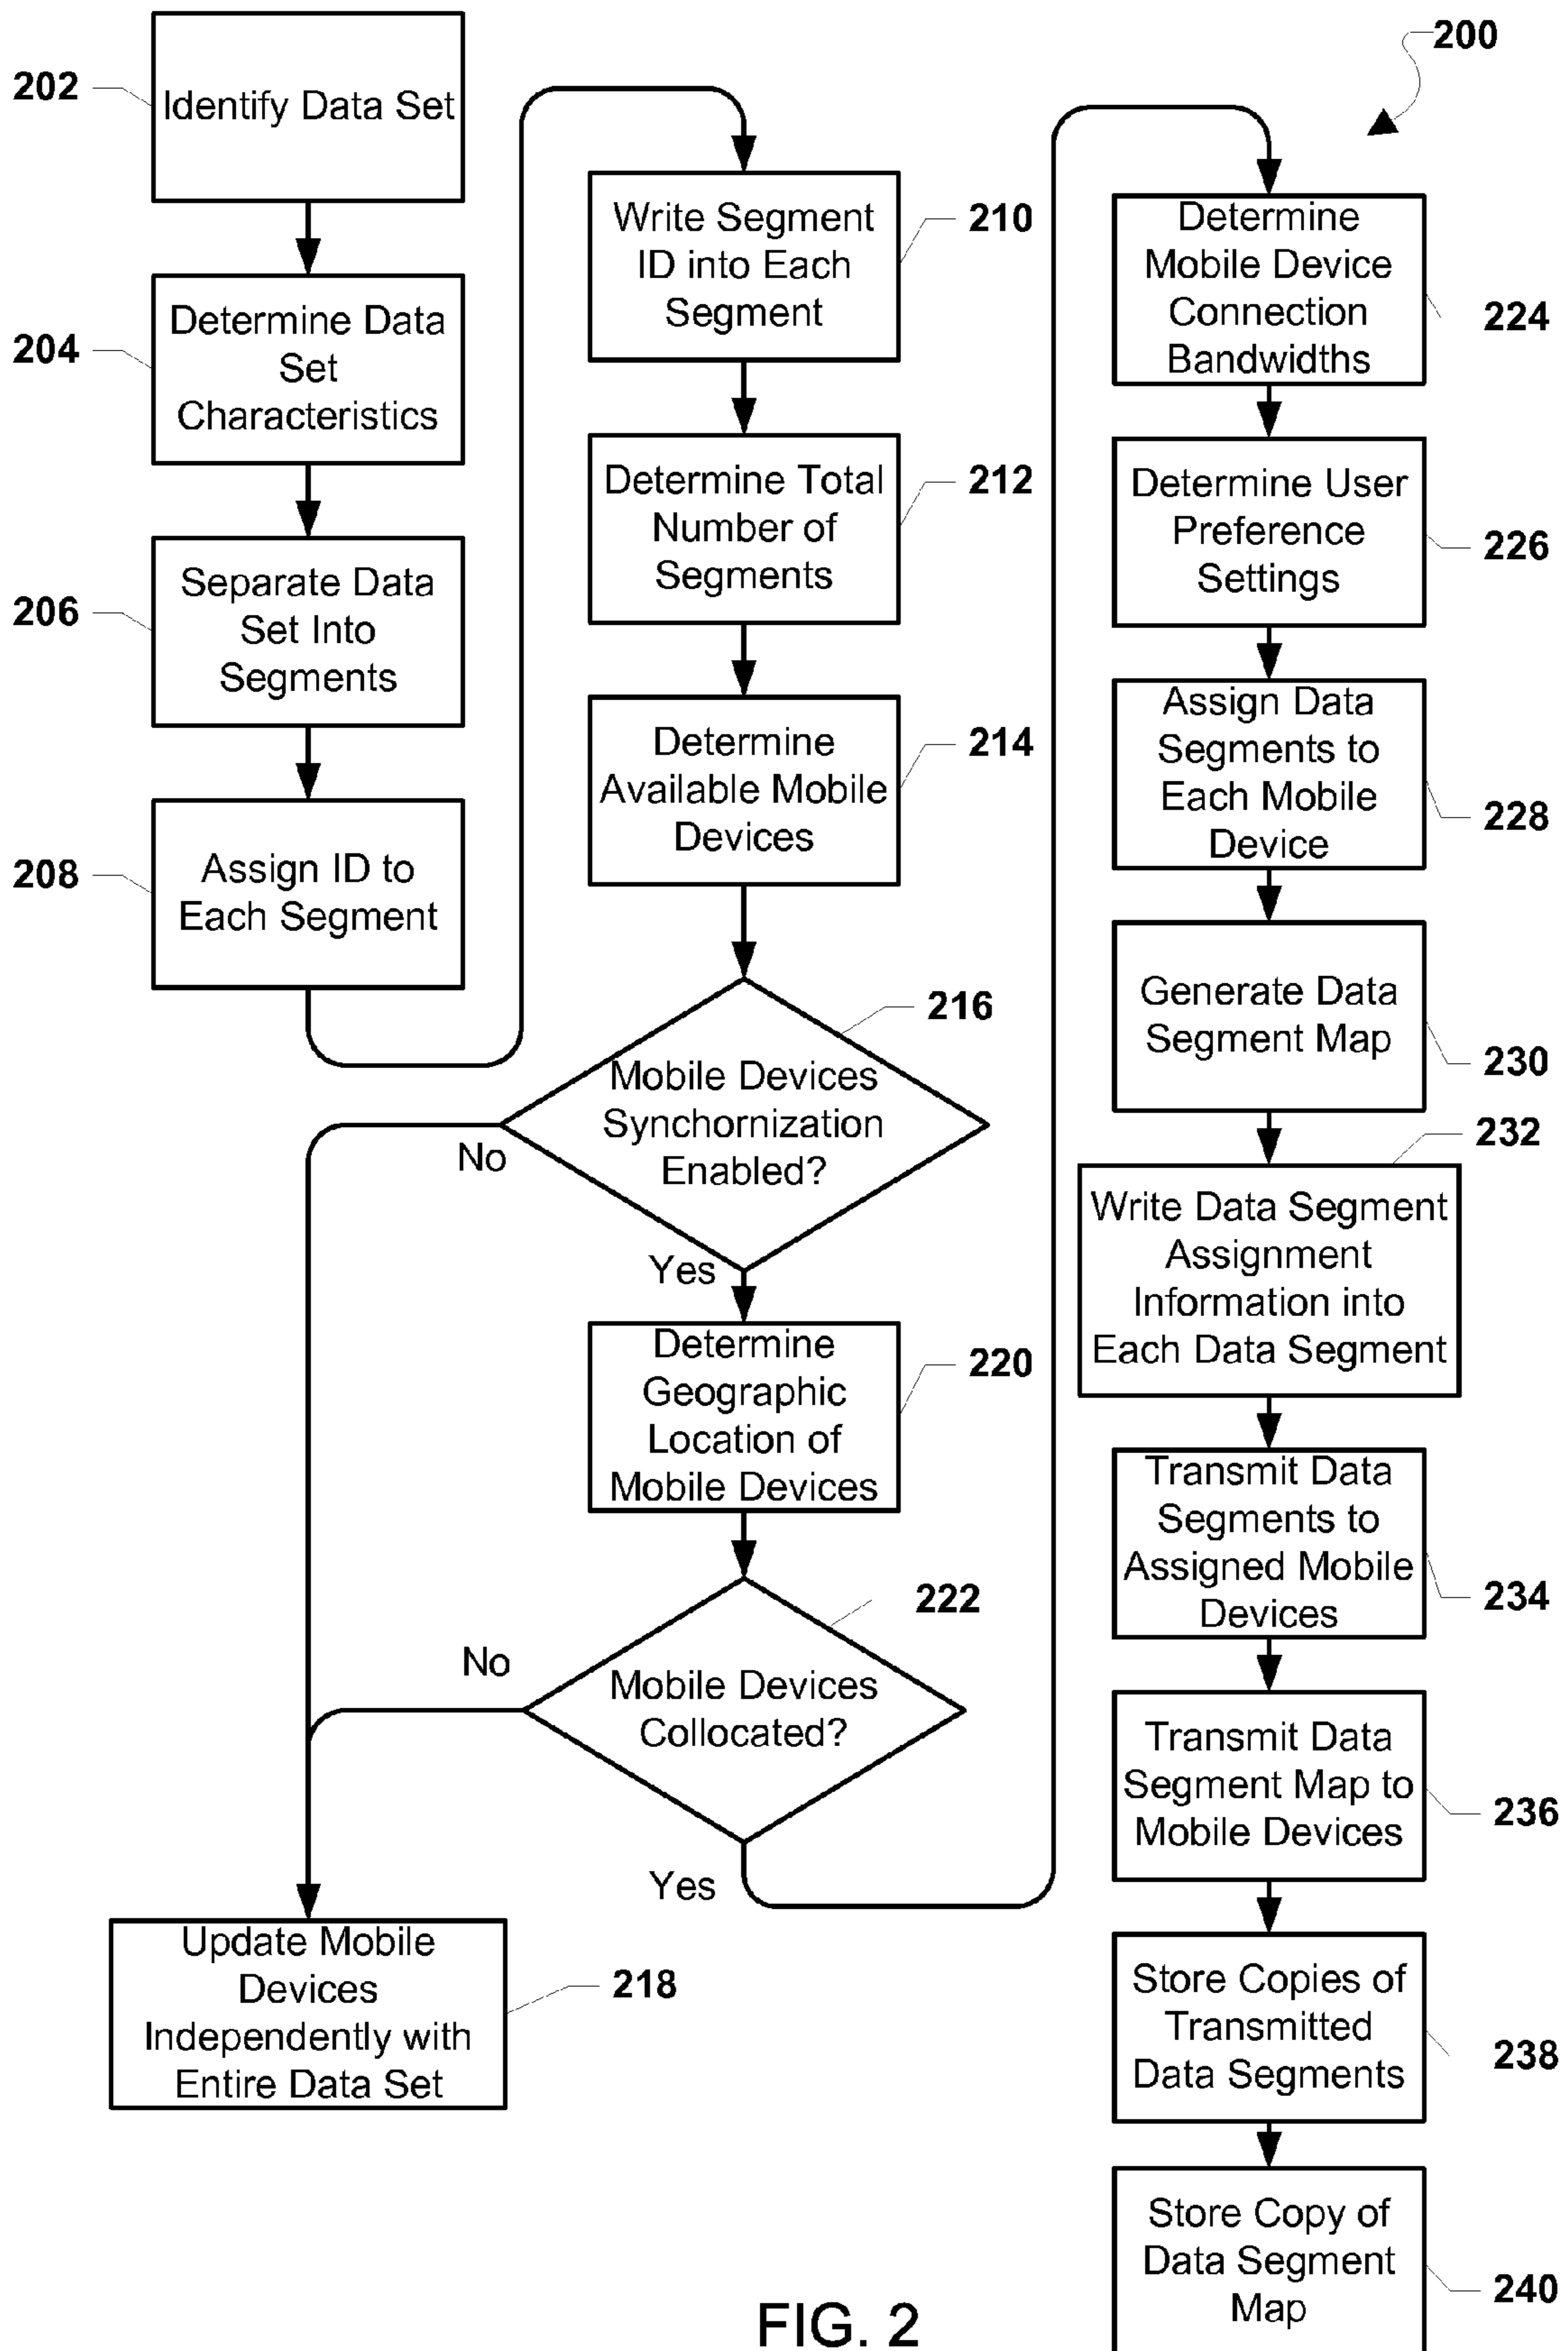 202
Identify Data Set
204
Determine Data
Set
Characteristics
206
Separate Data
Set Into
Segments
208
Assign ID to
Each Segment
Write Segment
ID into Each
Segment
210
Determine Total
Number of
Segments
212
Determine
Available Mobile
Devices
214
216
Mobile Devices
Synchornization
Enabled?
No
Yes
Determine
Geographic
Location of
Mobile Devices
220
222
Mobile Devices
Collocated?
No
Yes
Update Mobile
Devices
Independently with
Entire Data Set
218
200
Determine
Mobile Device
Connection
Bandwidths
224
Determine User
Preference
Settings
226
Assign Data
Segments to
Each Mobile
Device
228
Generate Data
Segment Map
230
232
Write Data Segment
Assignment
Information into
Each Data Segment
Transmit Data
Segments to
Assigned Mobile
Devices
234
Transmit Data
Segment Map to
Mobile Devices
236
Store Copies of
Transmitted
Data Segments
238
Store Copy of
Data Segment
Map
240
FIG. 2